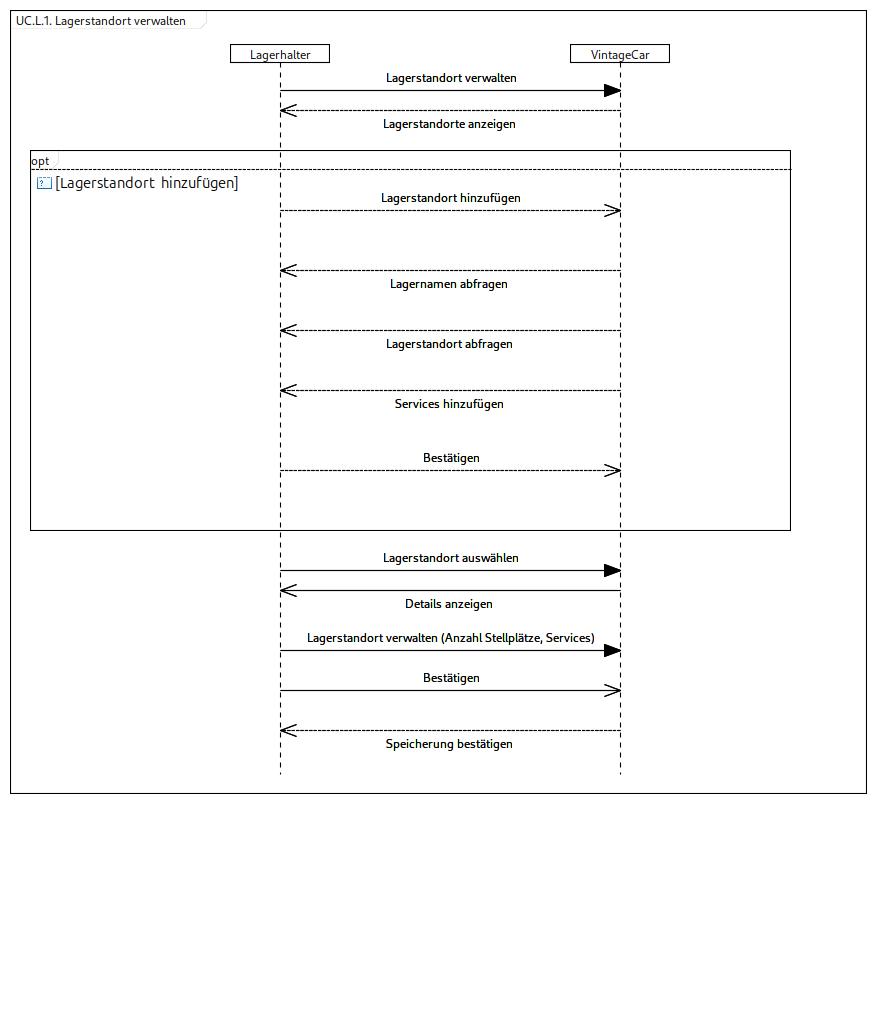 UC.L.1. Lagerstandort verwalten
Lagerhalter
VintageCar
Lagerstandort verwalten
Lagerstandorte anzeigen
opt
[Lagerstandort hinzufügen]
Lagerstandort hinzufügen
Lagernamen abfragen
Lagerstandort abfragen
Services hinzufügen
Bestätigen
Lagerstandort auswählen
Details anzeigen
Lagerstandort verwalten (Anzahl Stellplätze, Services)
Bestätigen
Speicherung bestätigen